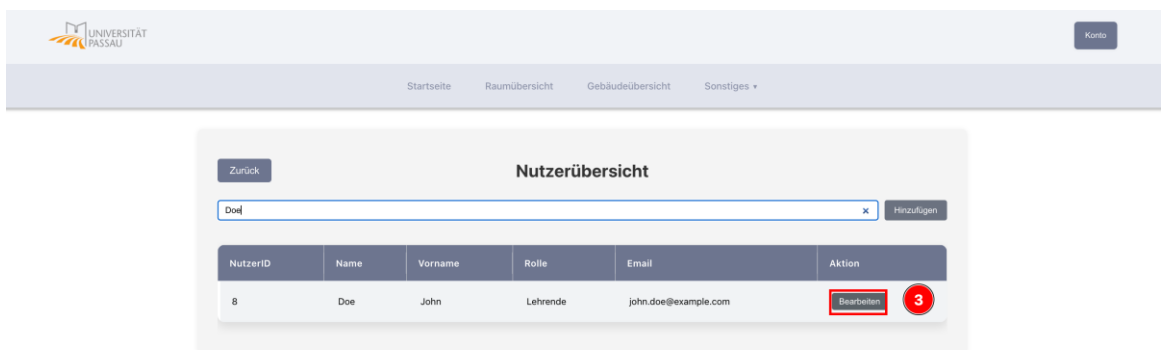 UNIVERSITÄT
PASSAU
Konto
Startseite Raumübersicht Gebäudeübersicht Sonstiges ▾
Zurück
Nutzerübersicht
Doe
×
Hinzufügen
NutzerID Name Vorname Rolle Email Aktion
8 Doe John Lehrende john.doe@example.com Bearbeiten 3